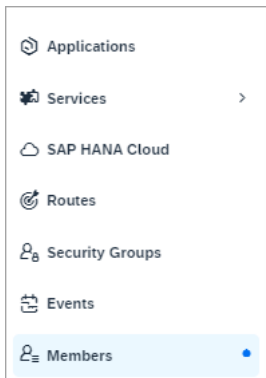 Applications
Services
SAP HANA Cloud
Routes
Security Groups
Events
Members